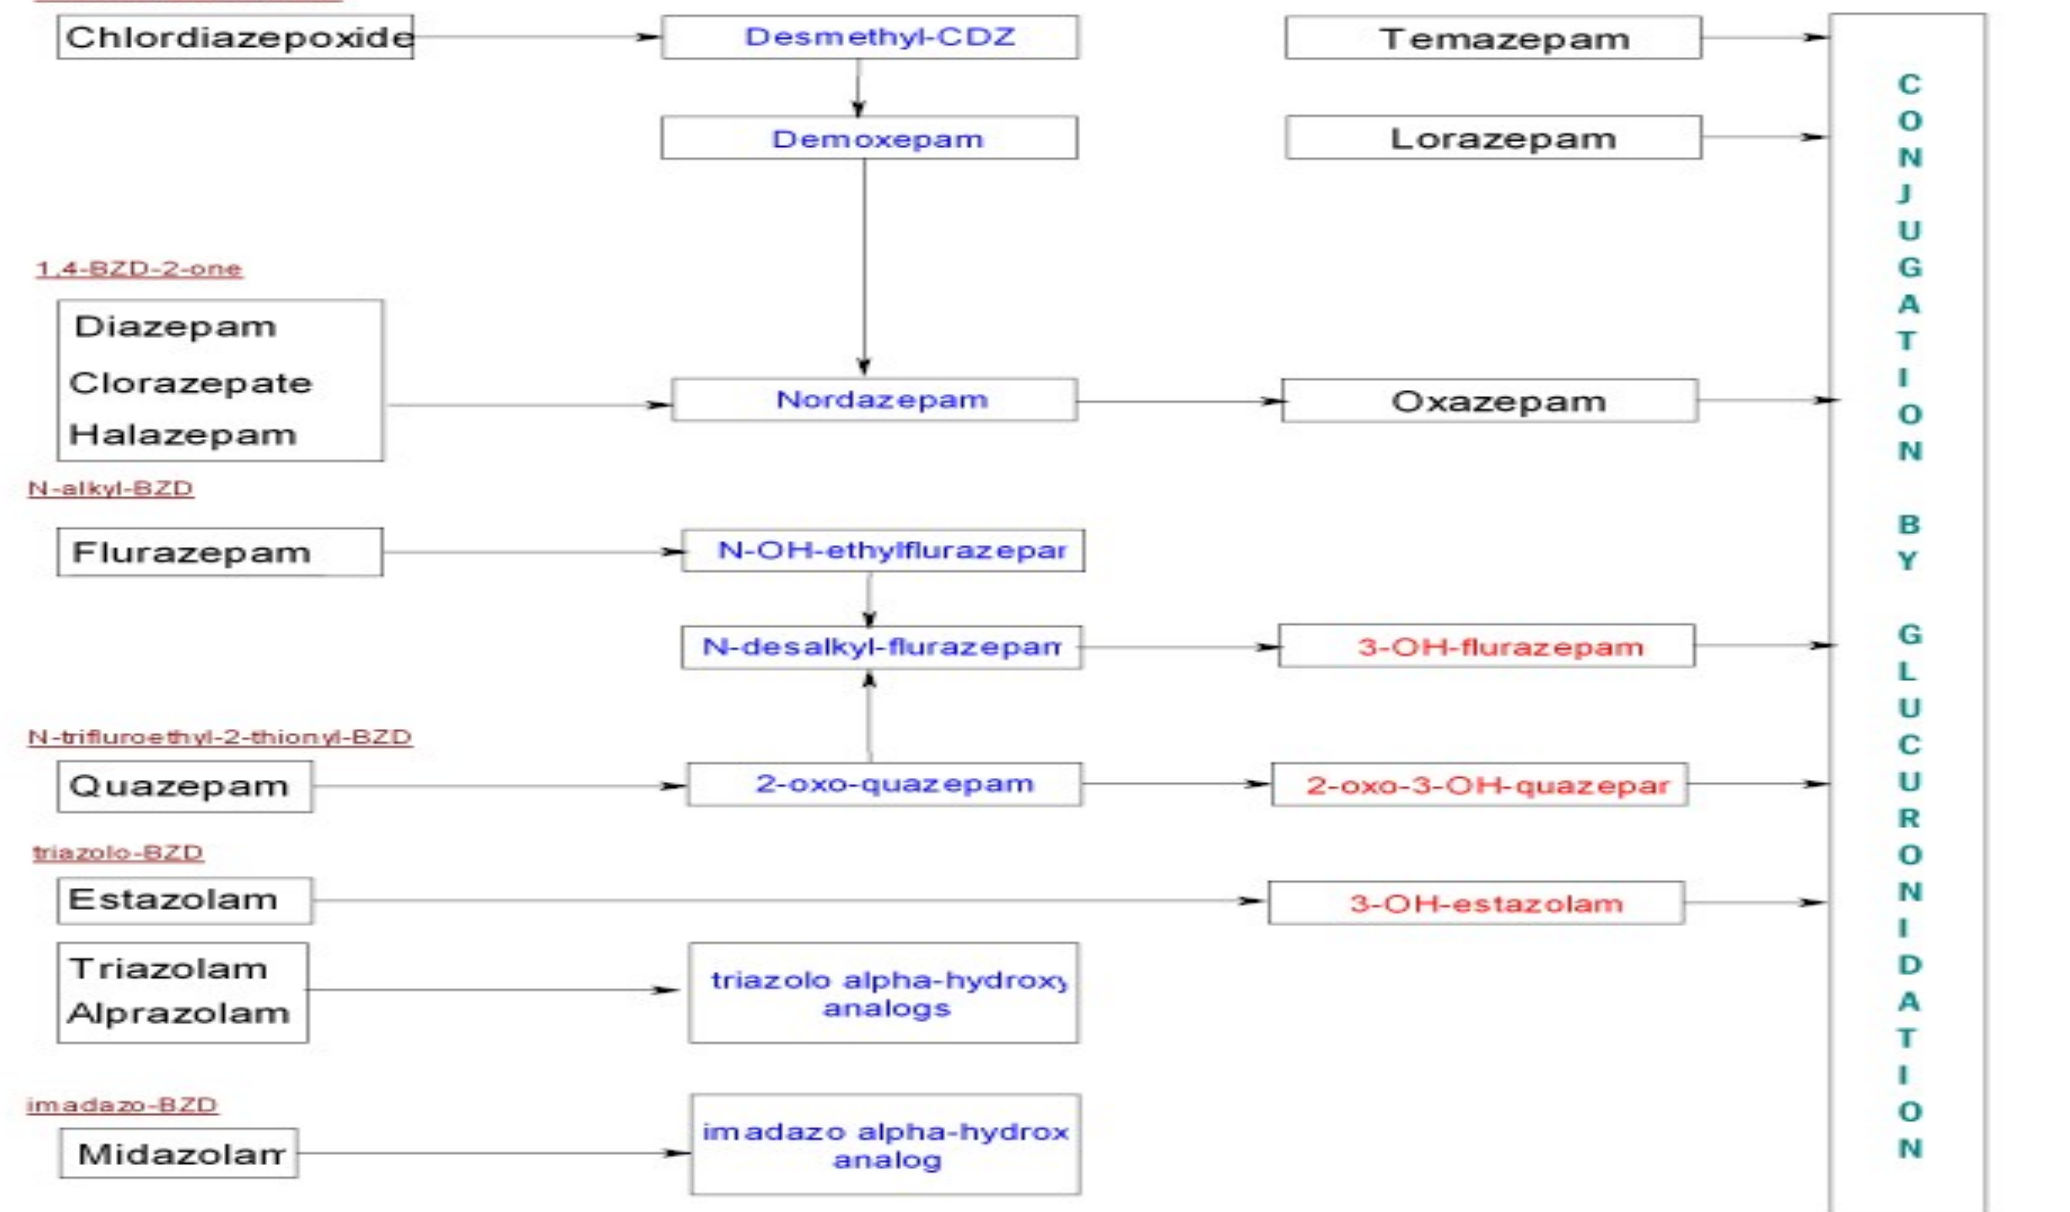 Chlordiazepoxide
Desmethyl-CDZ
Temazepam
Demoxepam
Lorazepam
1,4-BZD-2-one
Diazepam
Clorazepate
Halazepam
Nordazepam
Oxazepam
N-alkyl-BZD
Flurazepam
N-OH-ethylflurazepar
N-desalkyl-flurazepan
3-OH-flurazepam
N-trifluroethyl-2-thionyl-BZD
Quazepam
2-oxo-quazepam
2-oxo-3-OH-quazepar
triazolo-BZD
Estazolam
3-OH-estazolam
Triazolam
Alprazolam
triazolo alpha-hydroxy
analogs
imadazo-BZD
Midazolam
imadazo alpha-hydrox
analog
CONJUGATION BY GLUCURONIDATION